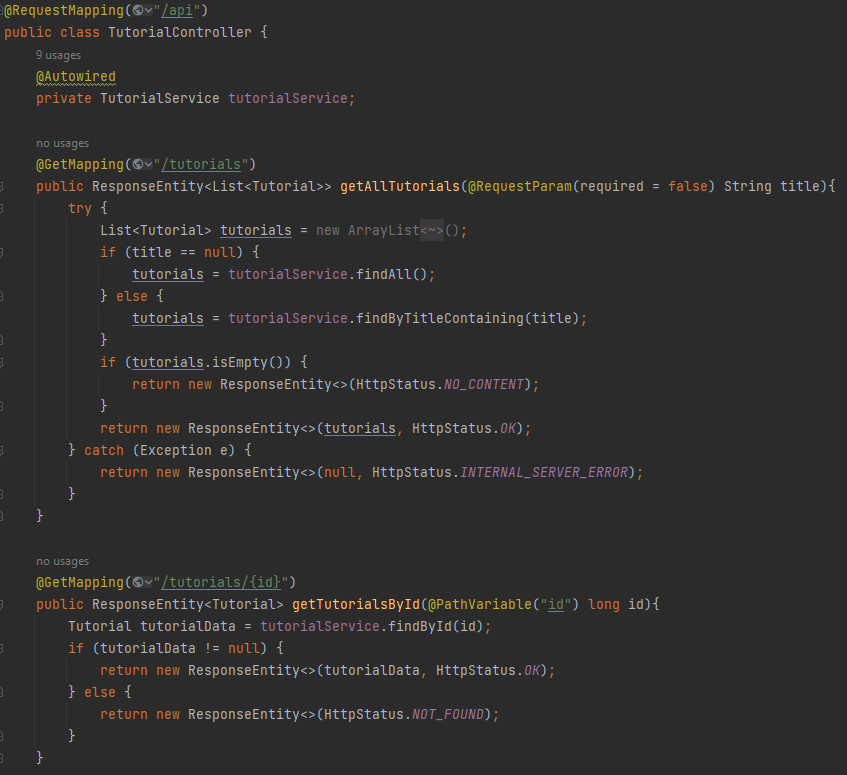 @RequestMapping("/api")
public class TutorialController {
9 usages
@Autowired
private TutorialService tutorialService;
no usages
@GetMapping("/tutorials")
public ResponseEntity<List<Tutorial>> getAllTutorials(@RequestParam(required = false) String title){
try {
List<Tutorial> tutorials = new ArrayList<~>();
if (title == null) {
tutorials = tutorialService.findAll();
} else {
tutorials = tutorialService.findByTitleContaining(title);
}
if (tutorials.isEmpty()) {
return new ResponseEntity<>(HttpStatus.NO_CONTENT);
}
return new ResponseEntity<>(tutorials, HttpStatus.OK);
} catch (Exception e) {
return new ResponseEntity<>(null, HttpStatus.INTERNAL_SERVER_ERROR);
}
}
no usages
@GetMapping("/tutorials/{id}")
public ResponseEntity<Tutorial> getTutorialsById(@PathVariable("id") long id){
Tutorial tutorialData = tutorialService.findById(id);
if (tutorialData != null) {
return new ResponseEntity<>(tutorialData, HttpStatus.OK);
} else {
return new ResponseEntity<>(HttpStatus.NOT_FOUND);
}
}